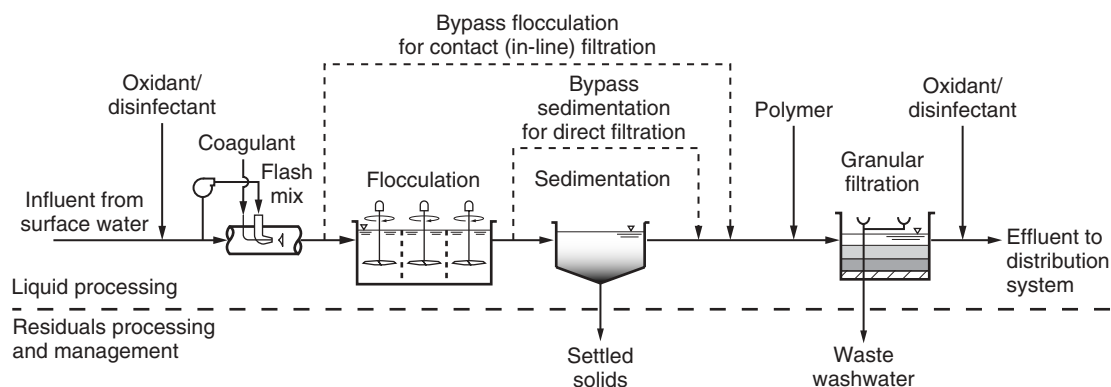 Bypass flocculation
for contact (in-line) filtration
Oxidant/
disinfectant
Bypass
sedimentation
for direct filtration
Polymer
Oxidant/
disinfectant
Coagulant
Flash
mix
Flocculation
Sedimentation
Granular
filtration
Influent from
surface water
Effluent to
distribution
system
Liquid processing
Residuals processing
and management
Settled
solids
Waste
washwater